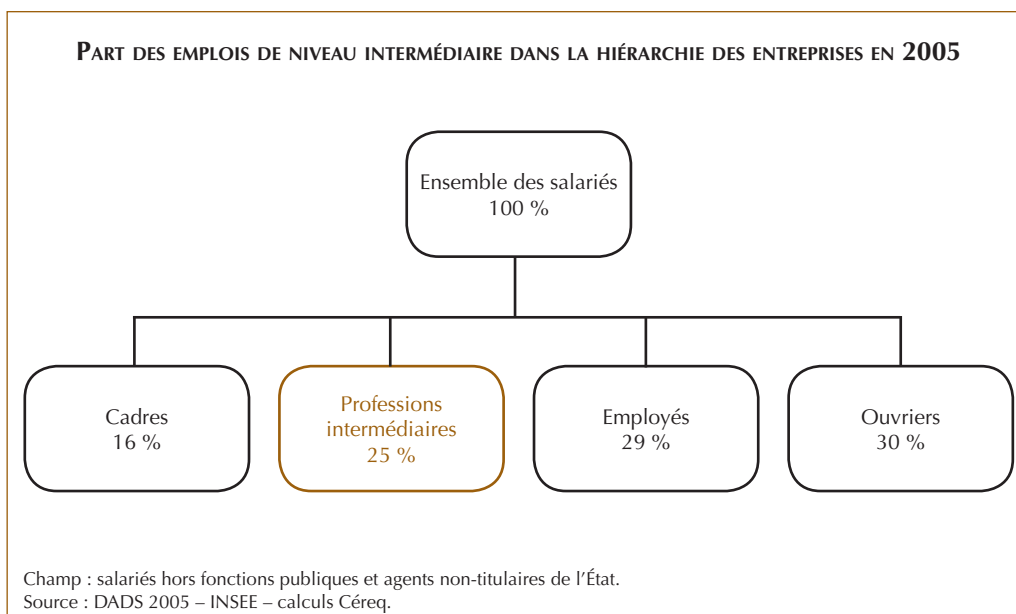 PART DES EMPLOIS DE NIVEAU INTERMÉDIAIRE DANS LA HIÉRARCHIE DES ENTREPRISES EN 2005
Ensemble des salariés
100 %
Cadres
16 %
Professions
intermédiaires
25 %
Employés
29 %
Ouvriers
30 %
Champ : salariés hors fonctions publiques et agents non-titulaires de l'État.
Source : DADS 2005 – INSEE – calculs Céreq.